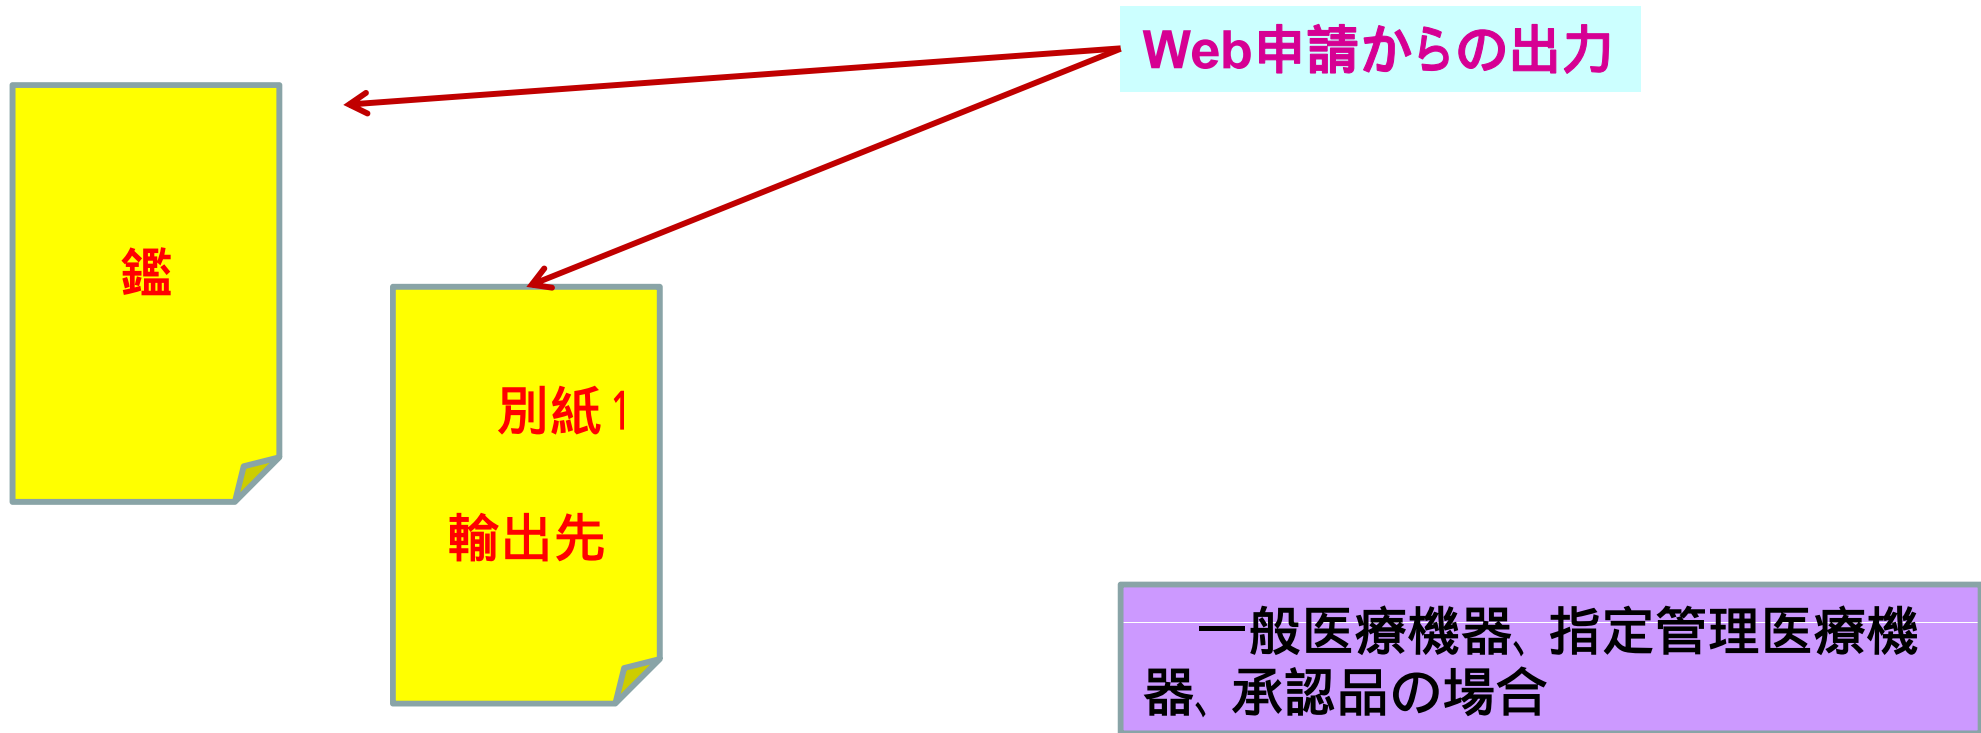 Web申請からの出力
鑑
別紙1
輸出先
一般医療機器、指定管理医療機
器、承認品の場合